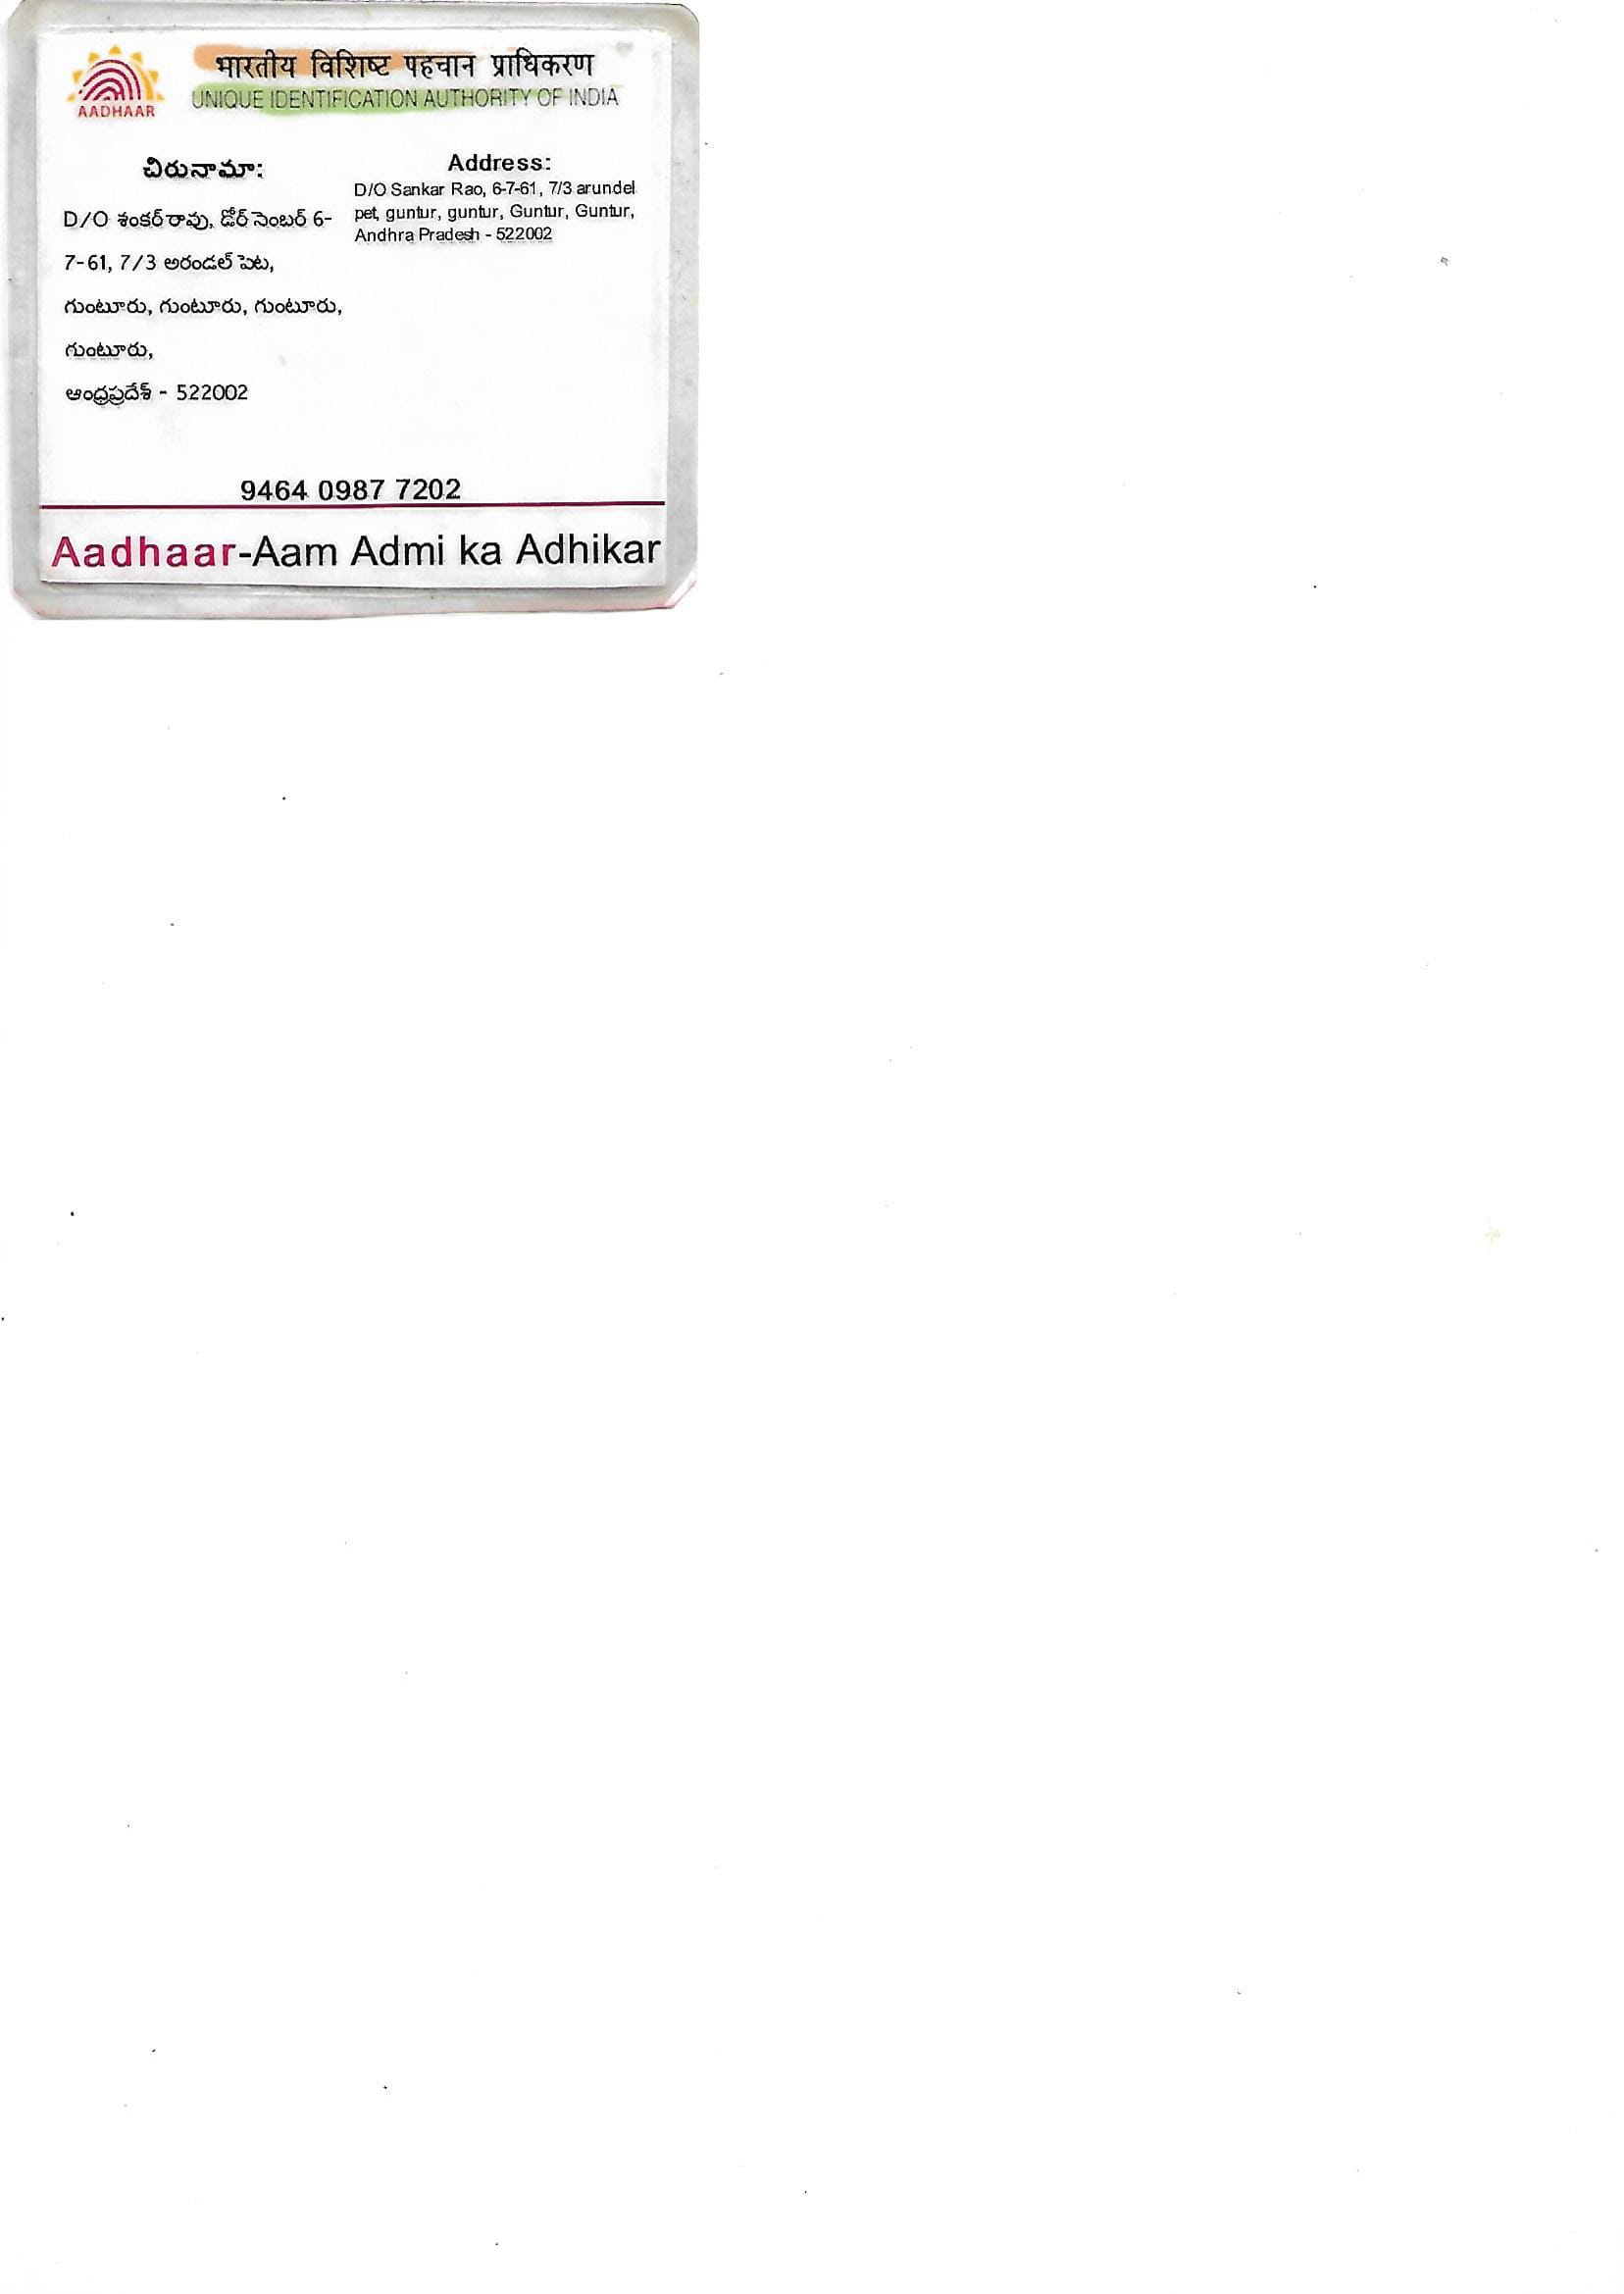 भारतीय विशिष्ट पहचान प्राधिकरण
UNIQUE IDENTIFICATION AUTHORITY OF INDIA
AADHAAR
చిరునామా:
D/O శంకర్ రావు, డోర్ నెంబర్ 6-
7-61, 7/3 అరండల్ పెట,
గుంటూరు, గుంటూరు, గుంటూరు,
గుంటూరు,
ఆంధ్రప్రదేశ్ - 522002
Address:
D/O Sankar Rao, 6-7-61, 7/3 arundel
pet, guntur, guntur, Guntur, Guntur,
Andhra Pradesh - 522002
9464 0987 7202
Aadhaar-Aam Admi ka Adhikar